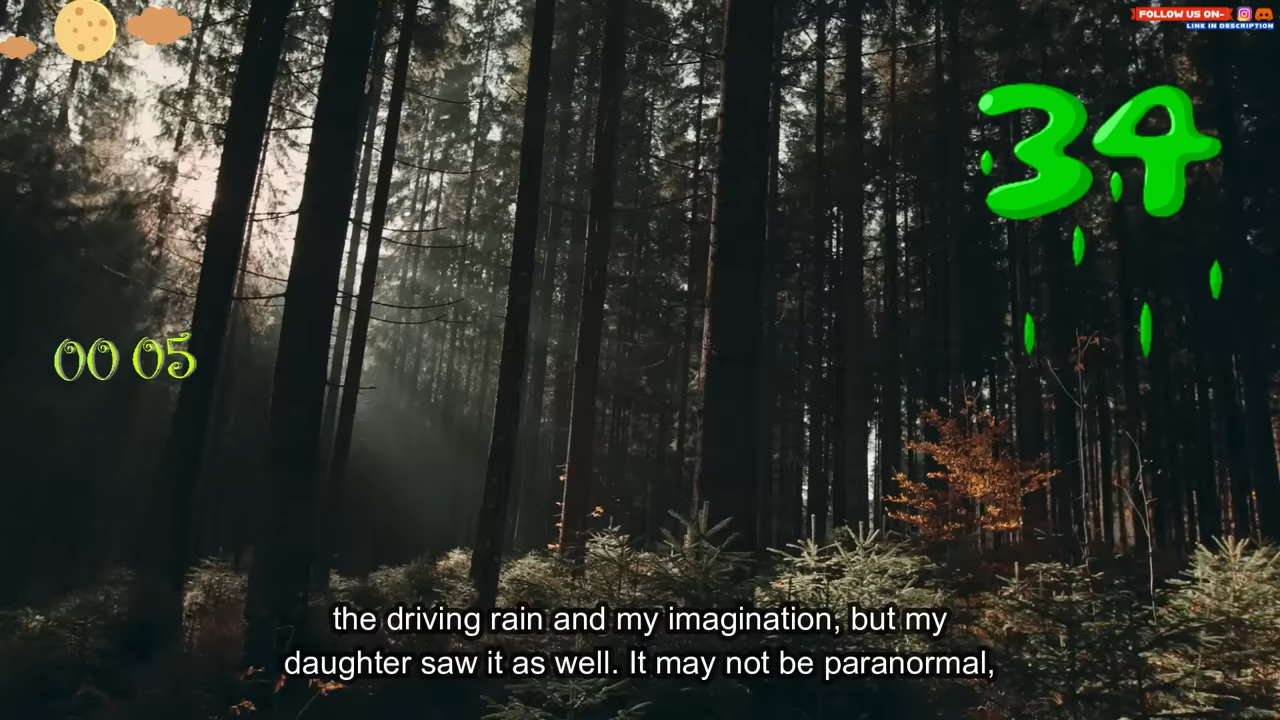 FOLLOW US ON-
LINK IN DESCRIPTION
34
00 05
the driving rain and my imagination, but my
daughter saw it as well. It may not be paranormal,